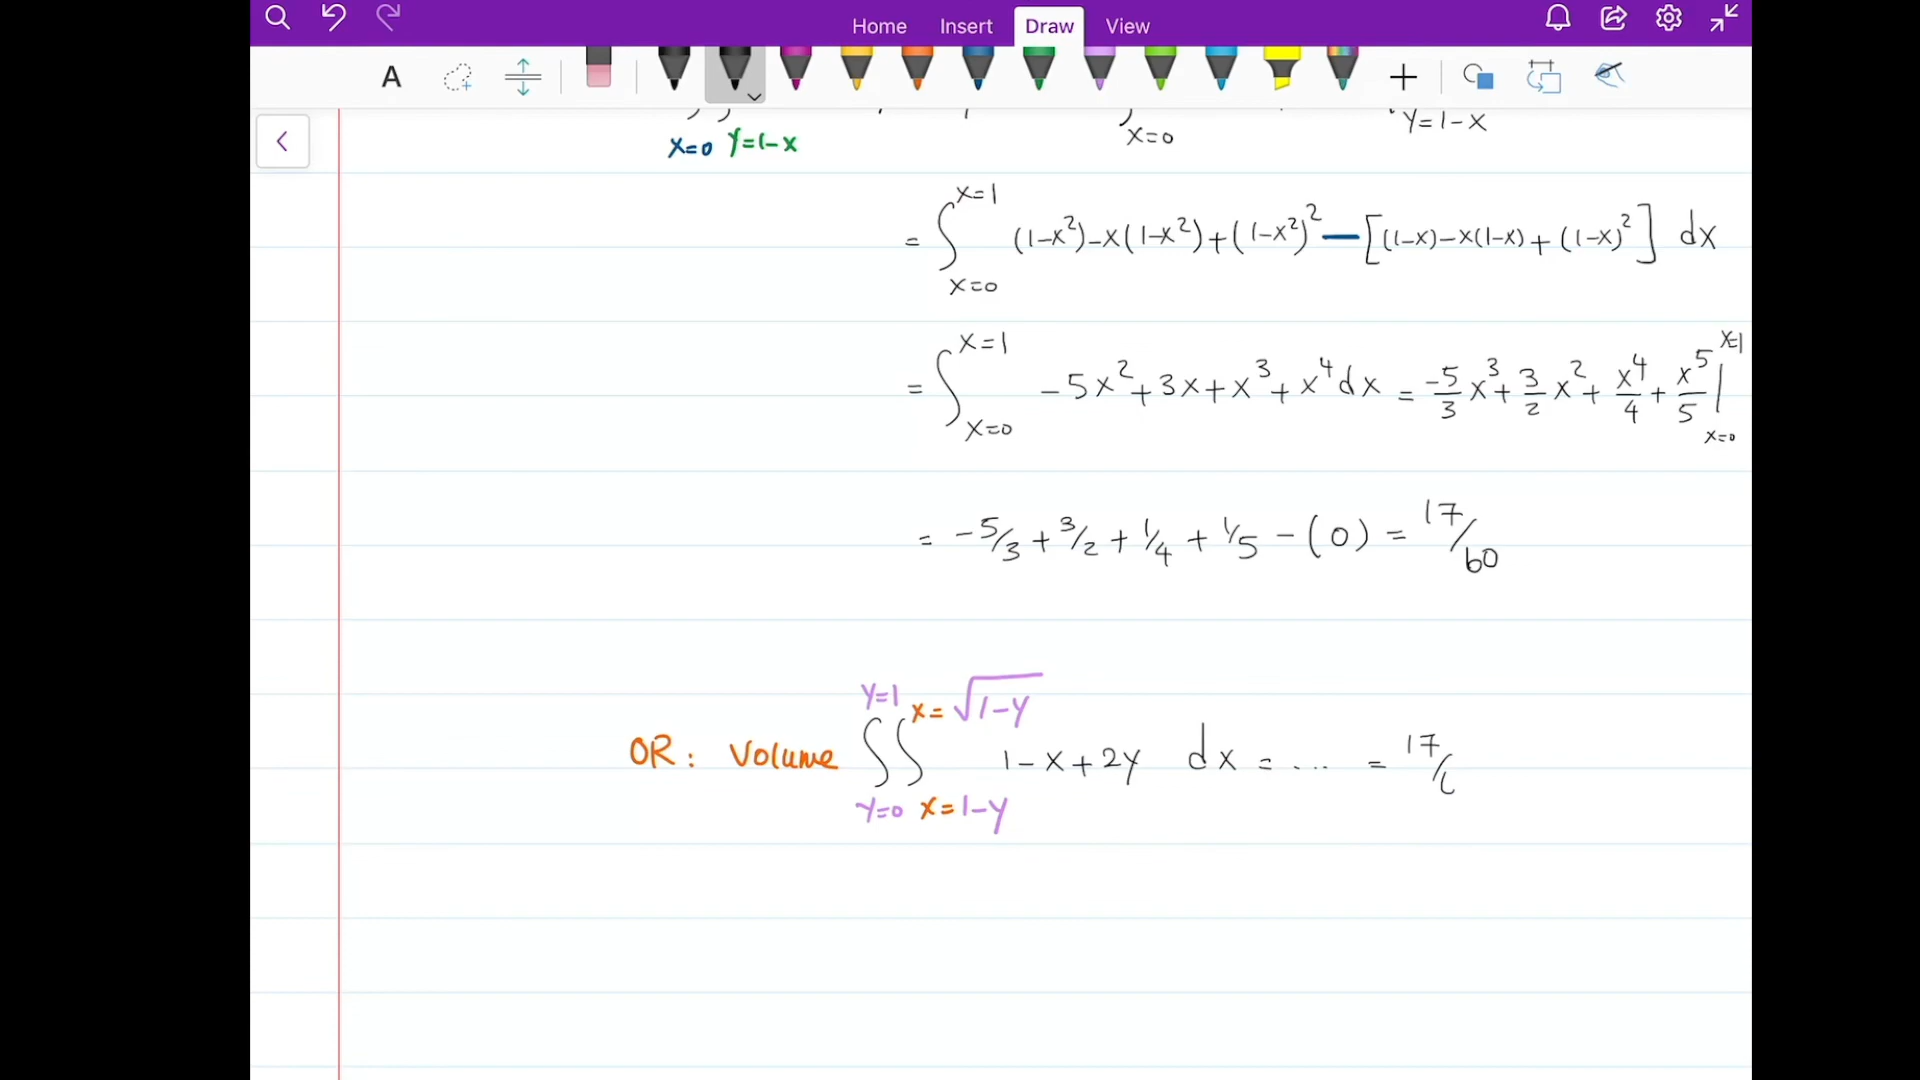 Home Insert Draw View
A
x=0 y=1-x
x=0
y=1-x
= ∫_{x=0}^{x=1} (1-x²)-x(1-x²)+(1-x²)² - [(1-x)-x(1-x)+(1-x)²] dx
= ∫_{x=0}^{x=1} -5x²+3x+x³+x⁴dx = -5/3 x³+3/2 x²+x⁴/4+x⁵/5 |_{x=0}^{x=1}
= -5/3+3/2+1/4+1/5-(0) = 17/60
OR: Volume ∫_{y=0}^{y=1} ∫_{x=1-y}^{x=√(1-y)} 1-x+2y dx = ... = 17/